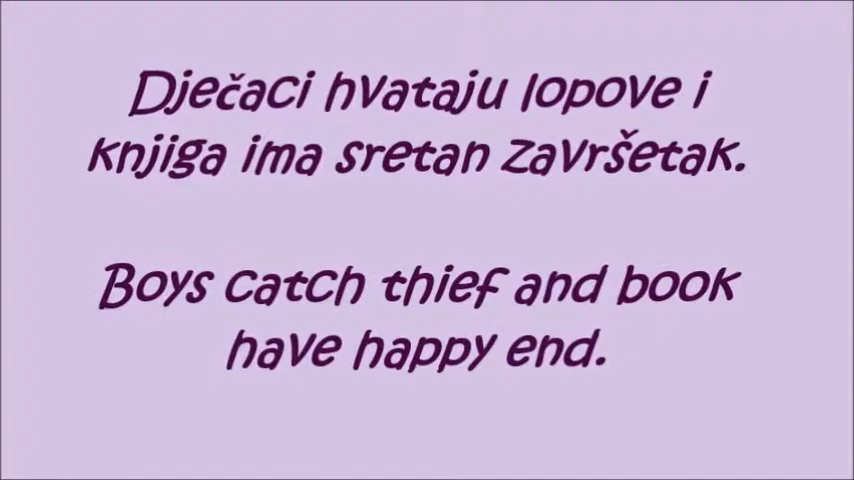 Dječaci hvataju lopove i
knjiga ima sretan završetak.
Boys catch thief and book
have happy end.